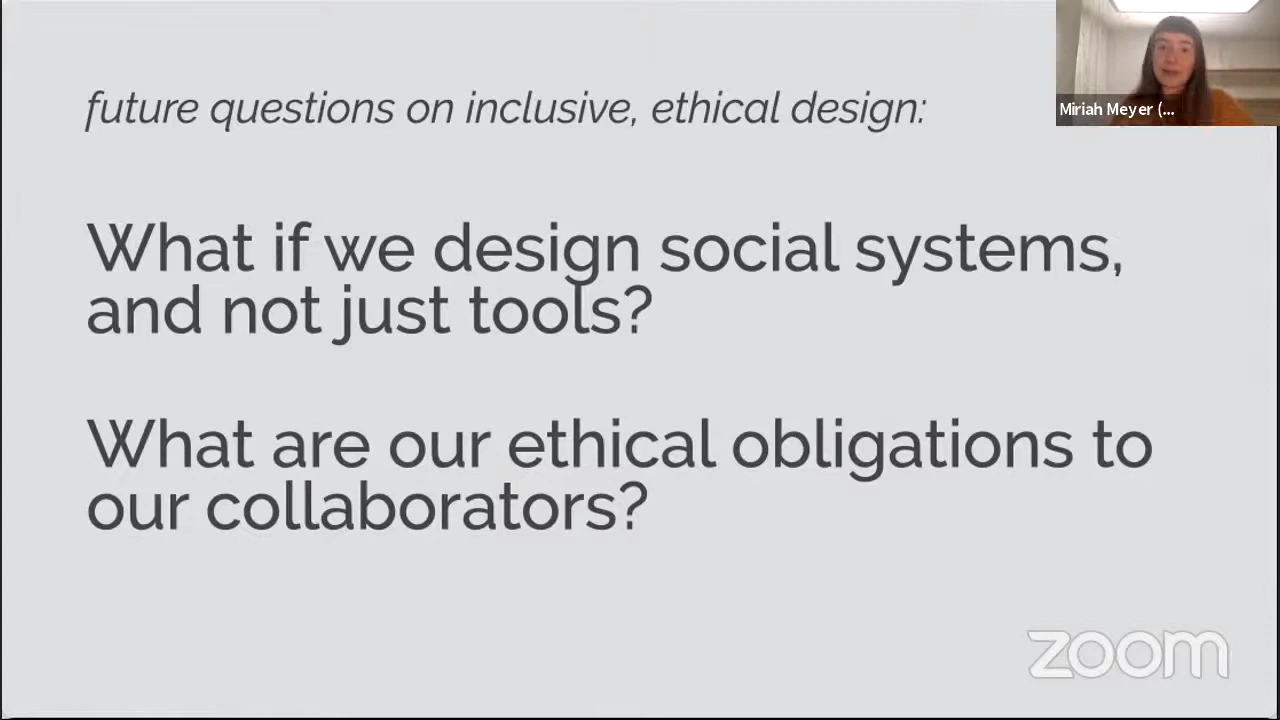 future questions on inclusive, ethical design:
Miriah Meyer (...
What if we design social systems,
and not just tools?
What are our ethical obligations to
our collaborators?
zoom